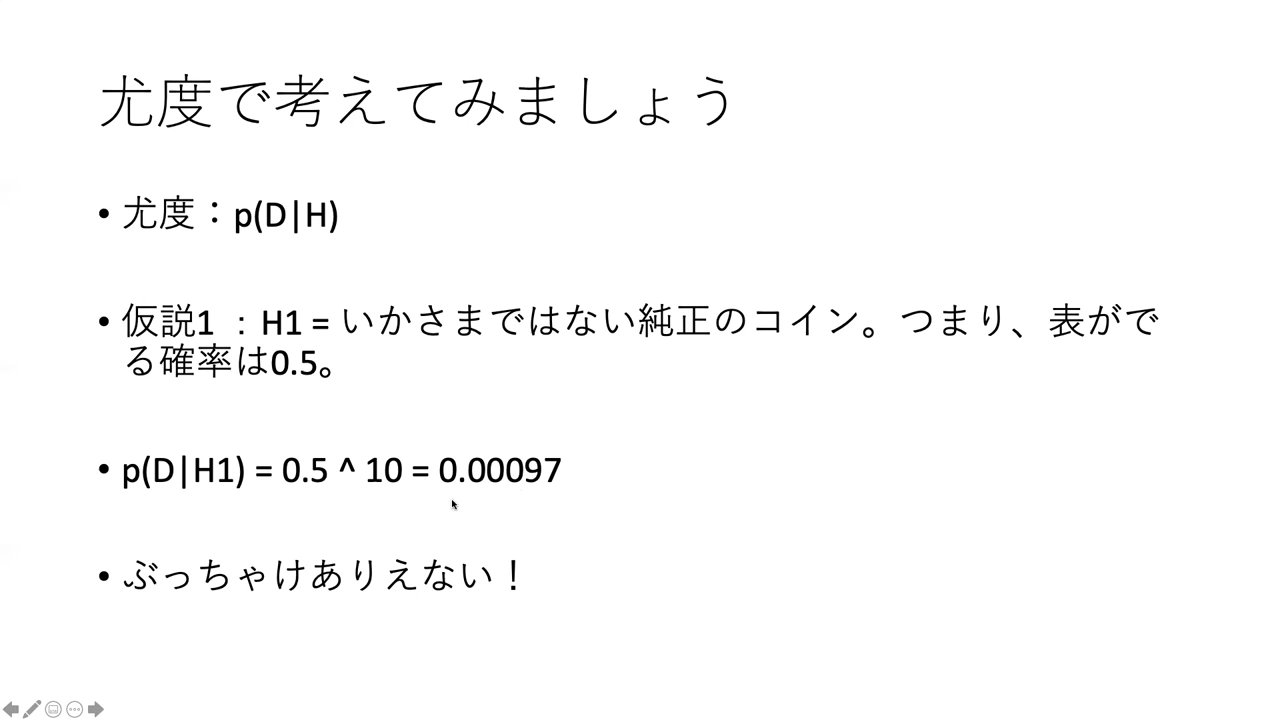 尤度で考えてみましょう
• 尤度：p(D|H)
• 仮説1 ：H1 = いかさまではない純正のコイン。つまり、表がで
る確率は0.5。
• p(D|H1) = 0.5 ^ 10 = 0.00097
• ぶっちゃけありえない！